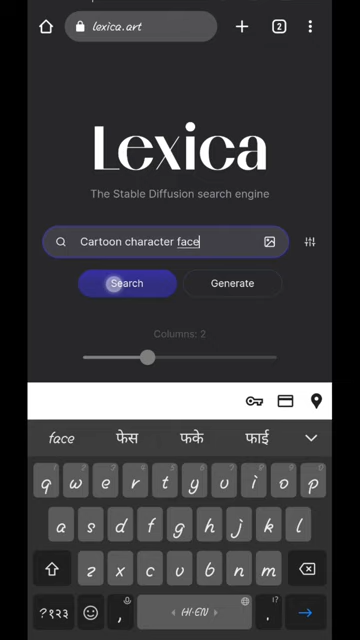 lexica.art
2
Lexica
The Stable Diffusion search engine
Cartoon character face
Search
Generate
Columns: 2
face
फेस
फके
फाई
q w e r t y u i o p
a s d f g h j k l
z x c v b n m
?१२३
,
HI·EN
!?
.